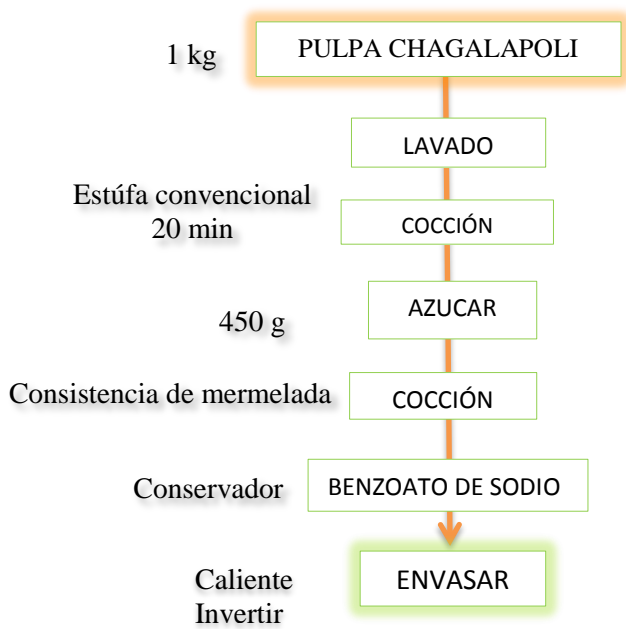 1 kg
PULPA CHAGALAPOLI
LAVADO
Estúfa convencional
20 min
COCCIÓN
450 g
AZUCAR
Consistencia de mermelada
COCCIÓN
Conservador
BENZOATO DE SODIO
Caliente
Invertir
ENVASAR